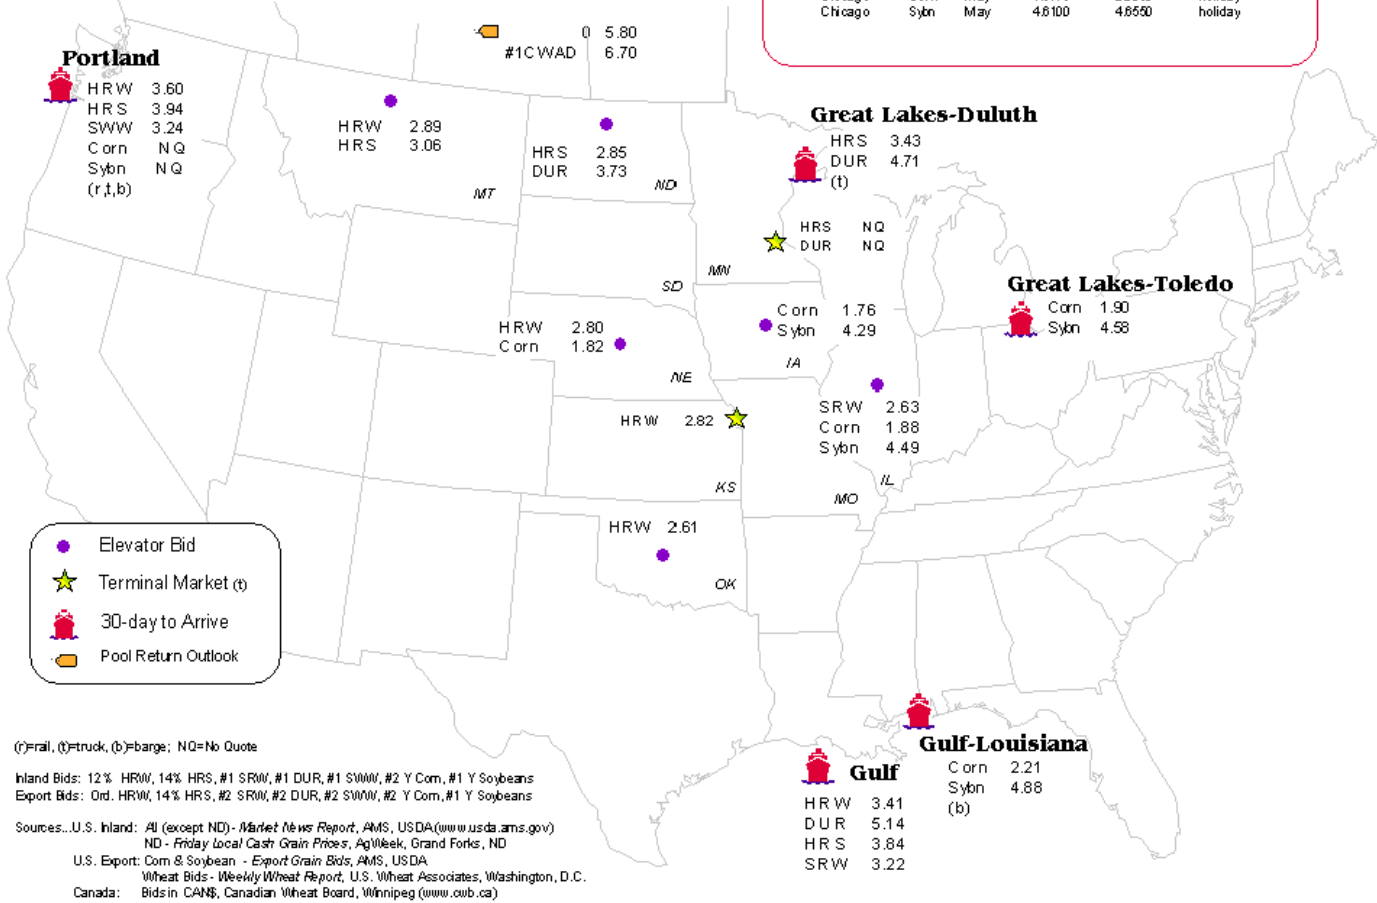 Chicago Sybn May 4.6100 4.6550 holiday
0 5.80
#1CWAD 6.70
Portland
HRW 3.60
HRS 3.94
SWW 3.24
Corn NQ
Sybn NQ
(r,t,b)
HRW 2.89
HRS 3.06
MT
HRS 2.85
DUR 3.73
ND
Great Lakes-Duluth
HRS 3.43
DUR 4.71
(t)
HRS NQ
DUR NQ
MN
SD
Great Lakes-Toledo
Corn 1.90
Sybn 4.58
Corn 1.76
Sybn 4.29
IA
HRW 2.80
Corn 1.82
NE
SRW 2.63
Corn 1.88
Sybn 4.49
IL
HRW 2.82
KS
MO
HRW 2.61
OK
Elevator Bid
Terminal Market (t)
30-day to Arrive
Pool Return Outlook
Gulf-Louisiana
Corn 2.21
Sybn 4.88
(b)
Gulf
HRW 3.41
DUR 5.14
HRS 3.84
SRW 3.22
(r)=rail, (t)=truck, (b)=barge; NQ=No Quote
Inland Bids: 12% HRW, 14% HRS, #1 SRW, #1 DUR, #1 SWW, #2 Y Corn, #1 Y Soybeans
Export Bids: Ord. HRW, 14% HRS, #2 SRW, #2 DUR, #2 SWW, #2 Y Corn, #1 Y Soybeans
Sources...U.S. Inland: All (except ND) - Market News Report, AMS, USDA (www.usda.ams.gov)
ND - Friday Local Cash Grain Prices, AgWeek, Grand Forks, ND
U.S. Export: Corn & Soybean - Export Grain Bids, AMS, USDA
Wheat Bids - Weekly Wheat Report, U.S. Wheat Associates, Washington, D.C.
Canada: Bids in CAN$, Canadian Wheat Board, Winnipeg (www.cwb.ca)